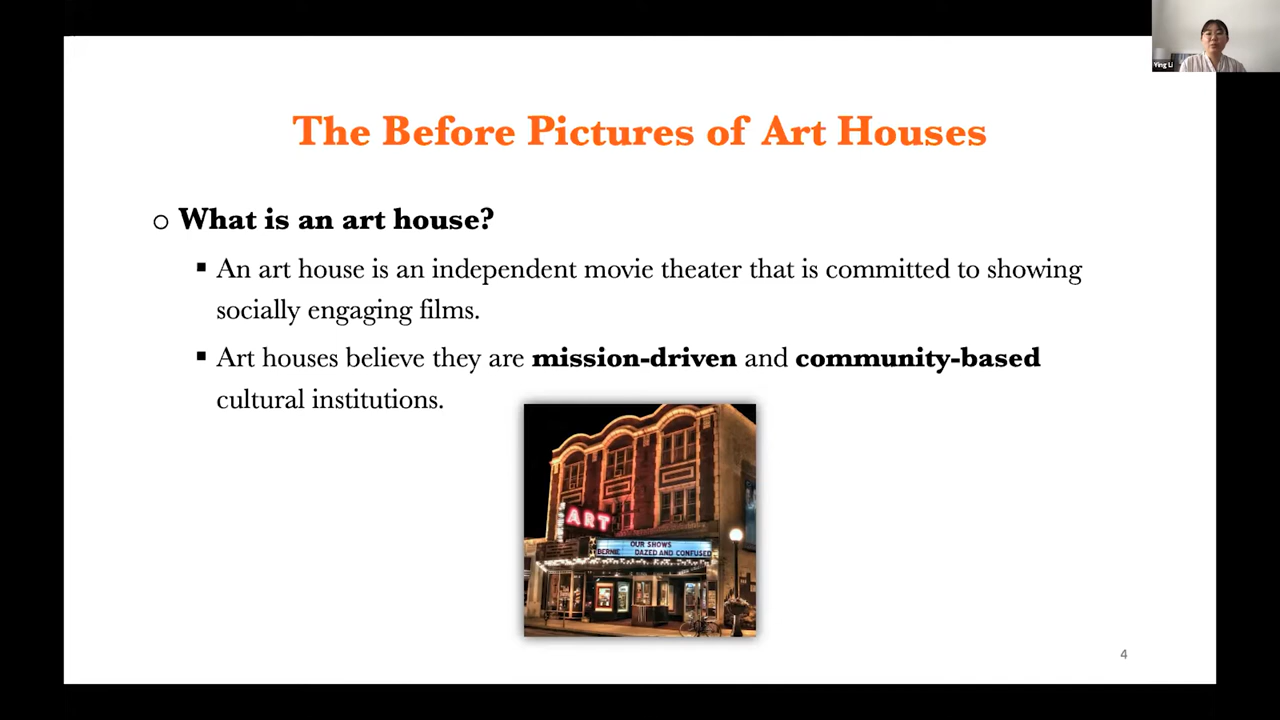 The Before Pictures of Art Houses
Ying Li
What is an art house?
An art house is an independent movie theater that is committed to showing
socially engaging films.
Art houses believe they are mission-driven and community-based
cultural institutions.
ART
OUR SHOWS
BERNIE DAZED AND CONFUSED
4